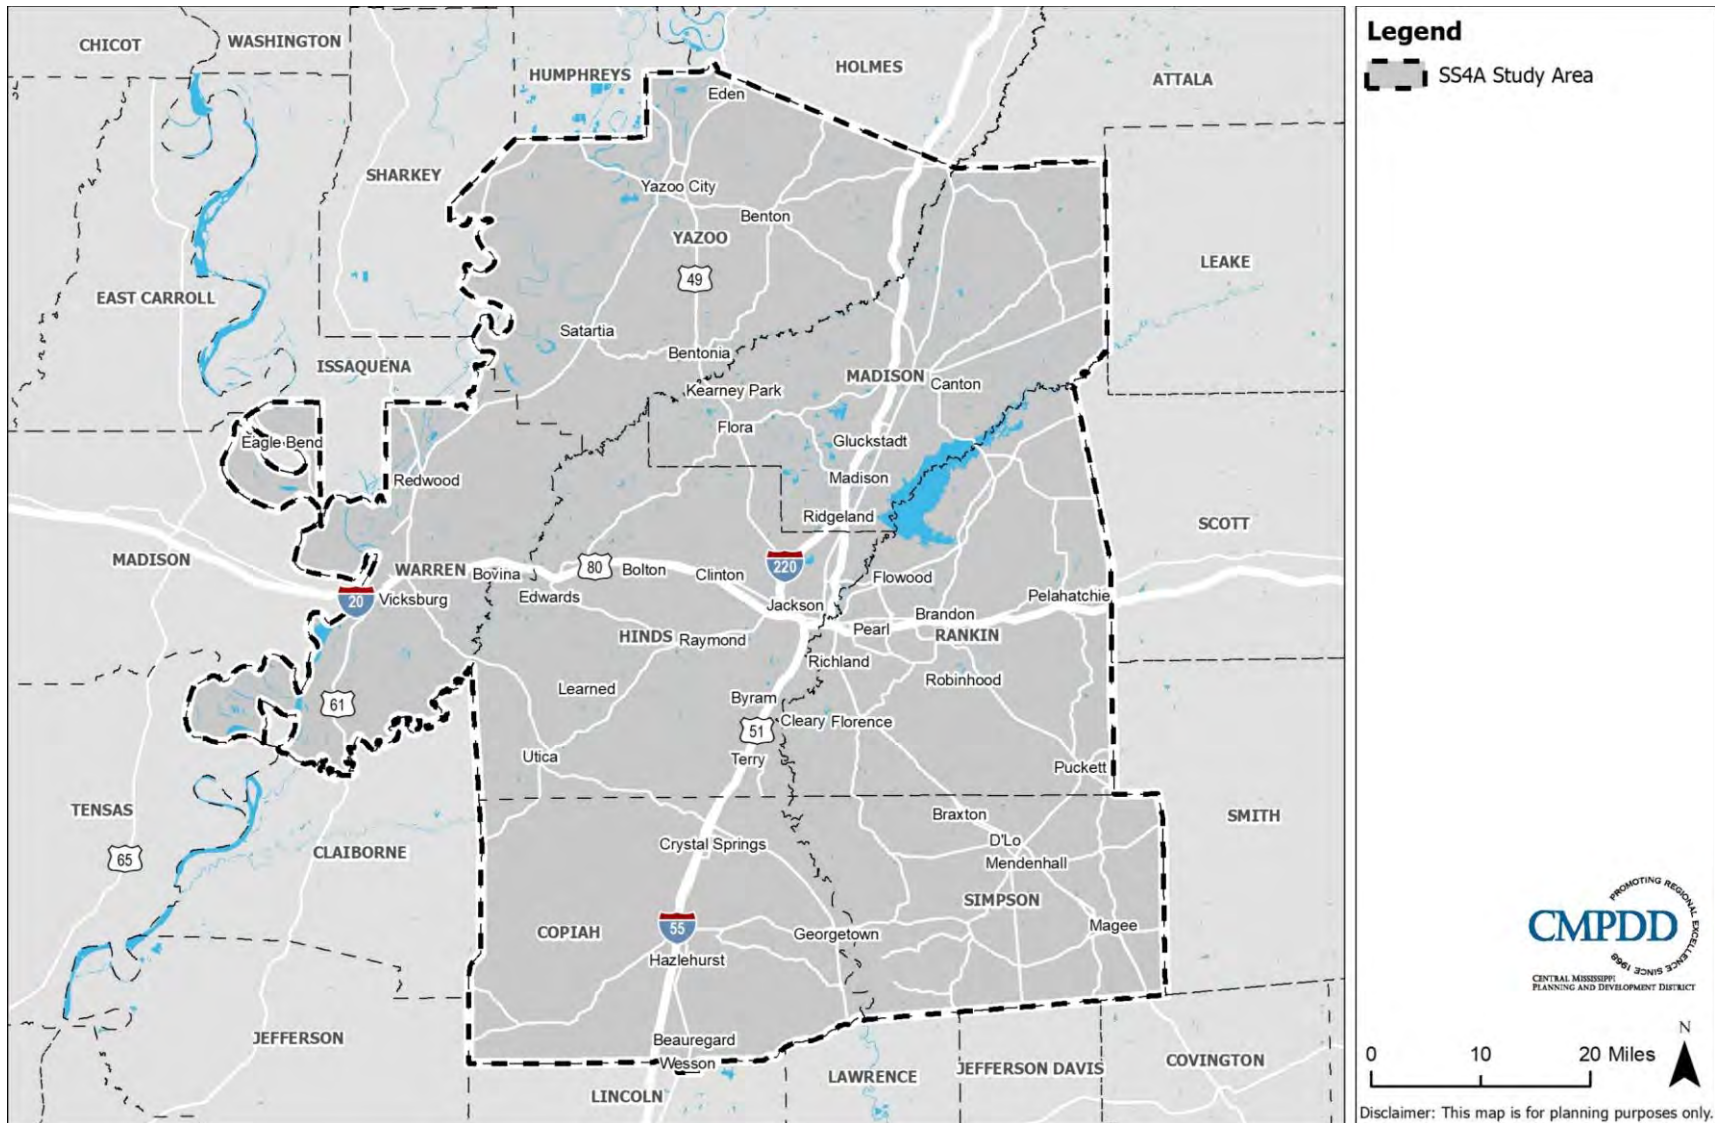 CHICOT
WASHINGTON
HUMPHREYS
HOLMES
ATTALA
Eden
SHARKEY
Yazoo City
Benton
YAZOO
LEAKE
49
EAST CARROLL
Satartia
Bentonia
ISSAQUENA
MADISON
Canton
Kearney Park
Flora
Gluckstadt
Eagle Bend
Madison
Redwood
Ridgeland
SCOTT
MADISON
WARREN
Bovina
80
Bolton
Clinton
220
Flowood
Edwards
Pelahatchie
20
Vicksburg
Jackson
Brandon
Pearl
HINDS
Raymond
RANKIN
Richland
Robinhood
Learned
Byram
61
Cleary
Florence
51
Utica
Terry
Puckett
TENSAS
Braxton
SMITH
65
CLAIBORNE
Crystal Springs
D'Lo
Mendenhall
SIMPSON
COPIAH
55
Georgetown
Magee
Hazlehurst
JEFFERSON
Beauregard
Wesson
LINCOLN
LAWRENCE
JEFFERSON DAVIS
COVINGTON
Legend
SS4A Study Area
PROMOTING REGIONAL EXCELLENCE SINCE 1968
CMPDD
CENTRAL MISSISSIPPI
PLANNING AND DEVELOPMENT DISTRICT
N
0 10 20 Miles
Disclaimer: This map is for planning purposes only.